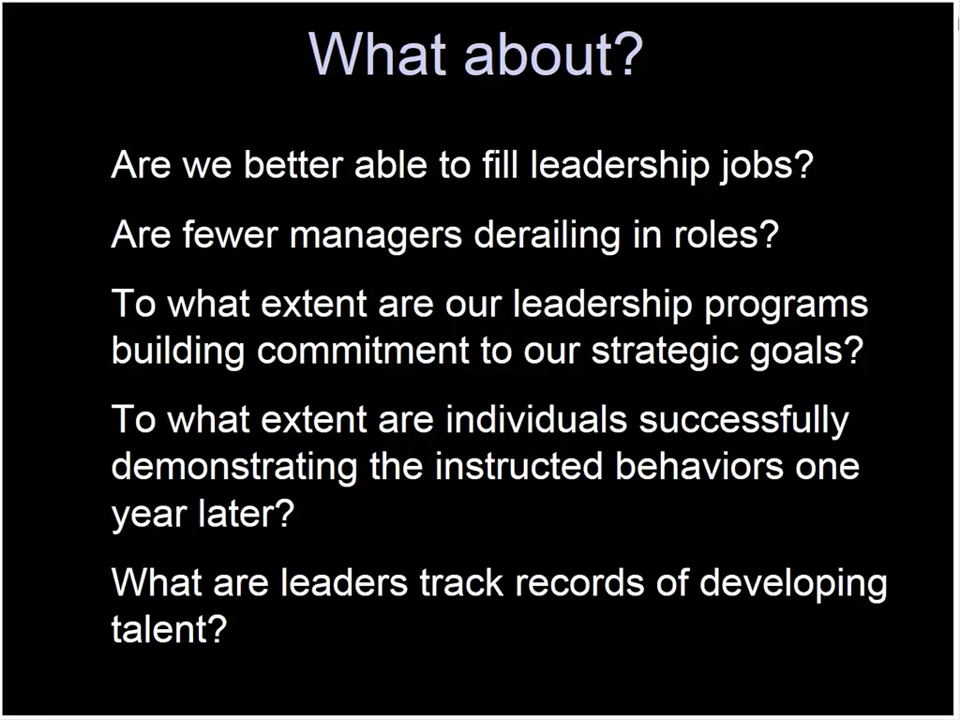 What about?
Are we better able to fill leadership jobs?
Are fewer managers derailing in roles?
To what extent are our leadership programs
building commitment to our strategic goals?
To what extent are individuals successfully
demonstrating the instructed behaviors one
year later?
What are leaders track records of developing
talent?